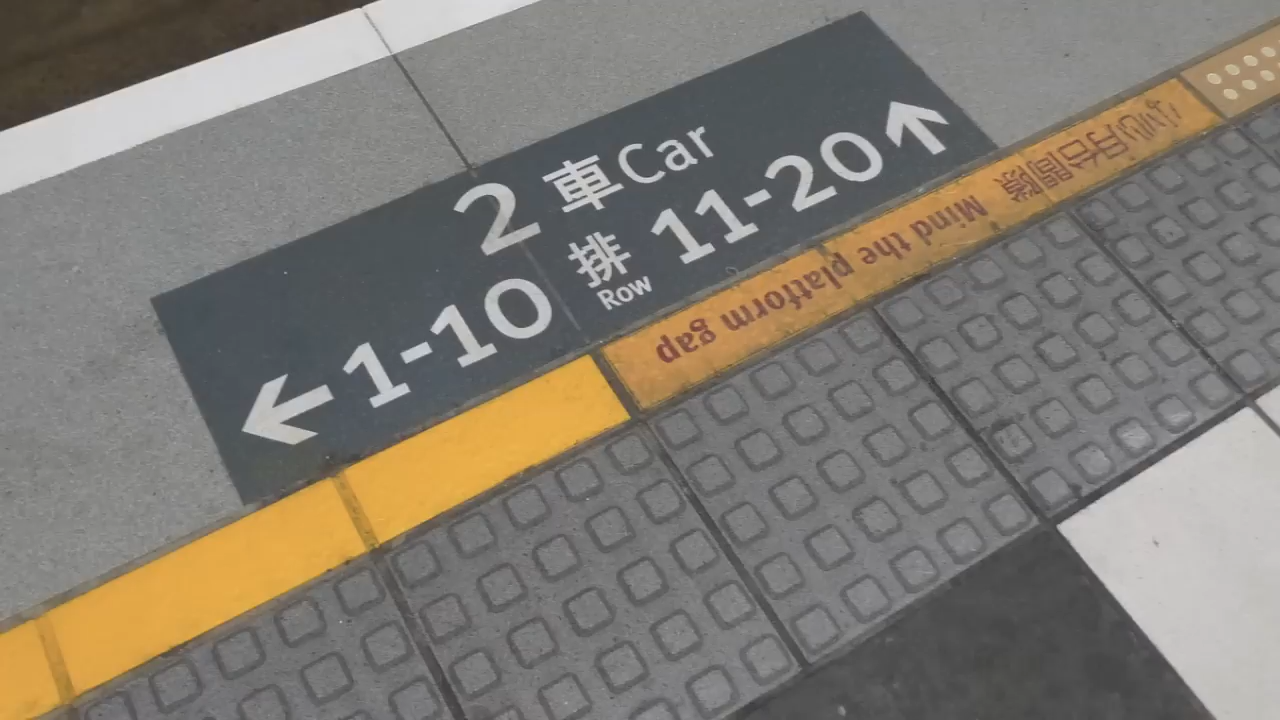 2 車 Car
← 1-10 排 Row 11-20 ↑
小心月台間隙 Mind the platform gap